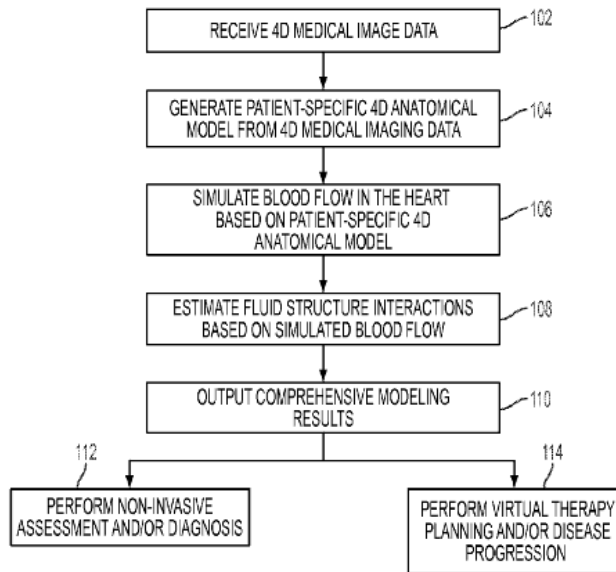 RECEIVE 4D MEDICAL IMAGE DATA
102
GENERATE PATIENT-SPECIFIC 4D ANATOMICAL
MODEL FROM 4D MEDICAL IMAGING DATA
104
SIMULATE BLOOD FLOW IN THE HEART
BASED ON PATIENT-SPECIFIC 4D
ANATOMICAL MODEL
106
ESTIMATE FLUID STRUCTURE INTERACTIONS
BASED ON SIMULATED BLOOD FLOW
108
OUTPUT COMPREHENSIVE MODELING
RESULTS
110
112
PERFORM NON-INVASIVE
ASSESSMENT AND/OR DIAGNOSIS
114
PERFORM VIRTUAL THERAPY
PLANNING AND/OR DISEASE
PROGRESSION